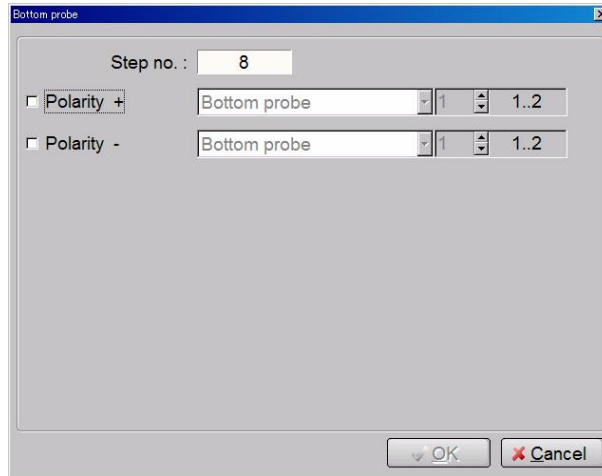 Bottom probe
Step no. : 8
Polarity + Bottom probe 1 1..2
Polarity - Bottom probe 1 1..2
OK Cancel